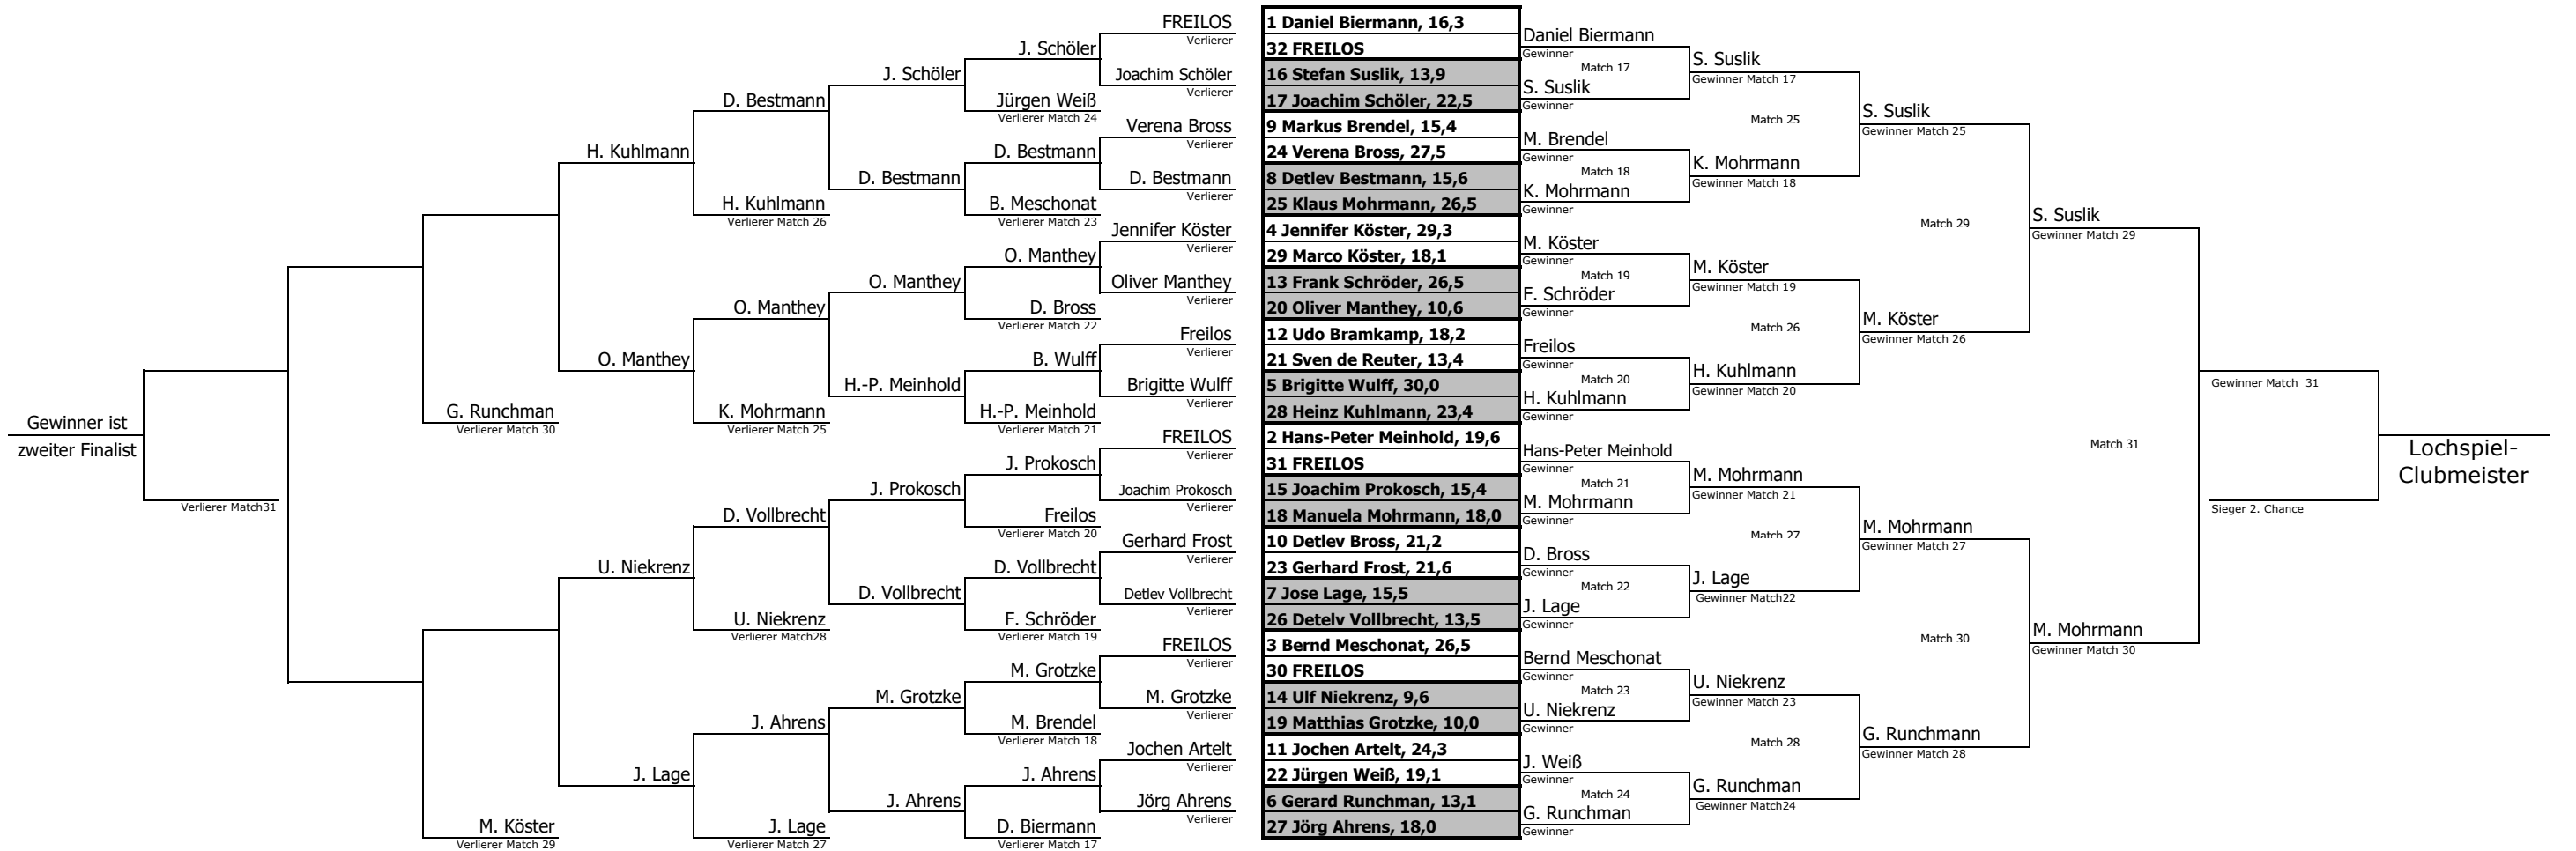 FREILOS
Verlierer
J. Schöler
Joachim Schöler
Verlierer
J. Schöler
Jürgen Weiß
Verlierer Match 24
D. Bestmann
Verena Bross
Verlierer
D. Bestmann
D. Bestmann
Verlierer
D. Bestmann
B. Meschonat
Verlierer Match 23
H. Kuhlmann
H. Kuhlmann
Verlierer Match 26
Jennifer Köster
Verlierer
O. Manthey
Oliver Manthey
Verlierer
O. Manthey
D. Bross
Verlierer Match 22
O. Manthey
Freilos
Verlierer
B. Wulff
Brigitte Wulff
Verlierer
H.-P. Meinhold
H.-P. Meinhold
Verlierer Match 21
O. Manthey
K. Mohrmann
Verlierer Match 25
G. Runchman
Verlierer Match 30
Gewinner ist
zweiter Finalist
Verlierer Match31
FREILOS
Verlierer
J. Prokosch
Joachim Prokosch
Verlierer
J. Prokosch
Freilos
Verlierer Match 20
D. Vollbrecht
Gerhard Frost
Verlierer
D. Vollbrecht
Detlev Vollbrecht
Verlierer
D. Vollbrecht
F. Schröder
Verlierer Match 19
U. Niekrenz
U. Niekrenz
Verlierer Match28
FREILOS
Verlierer
M. Grotzke
M. Grotzke
Verlierer
M. Grotzke
M. Brendel
Verlierer Match 18
J. Ahrens
Jochen Artelt
Verlierer
J. Ahrens
Jörg Ahrens
Verlierer
J. Ahrens
D. Biermann
Verlierer Match 17
J. Lage
J. Lage
Verlierer Match 27
M. Köster
Verlierer Match 29
1 Daniel Biermann, 16,3
32 FREILOS
16 Stefan Suslik, 13,9
17 Joachim Schöler, 22,5
9 Markus Brendel, 15,4
24 Verena Bross, 27,5
8 Detlev Bestmann, 15,6
25 Klaus Mohrmann, 26,5
4 Jennifer Köster, 29,3
29 Marco Köster, 18,1
13 Frank Schröder, 26,5
20 Oliver Manthey, 10,6
12 Udo Bramkamp, 18,2
21 Sven de Reuter, 13,4
5 Brigitte Wulff, 30,0
28 Heinz Kuhlmann, 23,4
2 Hans-Peter Meinhold, 19,6
31 FREILOS
15 Joachim Prokosch, 15,4
18 Manuela Mohrmann, 18,0
10 Detlev Bross, 21,2
23 Gerhard Frost, 21,6
7 Jose Lage, 15,5
26 Detelv Vollbrecht, 13,5
3 Bernd Meschonat, 26,5
30 FREILOS
14 Ulf Niekrenz, 9,6
19 Matthias Grotzke, 10,0
11 Jochen Artelt, 24,3
22 Jürgen Weiß, 19,1
6 Gerard Runchman, 13,1
27 Jörg Ahrens, 18,0
Daniel Biermann
Gewinner
Match 17
S. Suslik
Gewinner
S. Suslik
Gewinner Match 17
Match 25
M. Brendel
Gewinner
Match 18
K. Mohrmann
Gewinner
K. Mohrmann
Gewinner Match 18
S. Suslik
Gewinner Match 25
Match 29
M. Köster
Gewinner
Match 19
F. Schröder
Gewinner
M. Köster
Gewinner Match 19
Match 26
Freilos
Gewinner
Match 20
H. Kuhlmann
Gewinner
H. Kuhlmann
Gewinner Match 20
M. Köster
Gewinner Match 26
S. Suslik
Gewinner Match 29
Hans-Peter Meinhold
Gewinner
Match 21
M. Mohrmann
Gewinner
M. Mohrmann
Gewinner Match 21
Match 27
D. Bross
Gewinner
Match 22
J. Lage
Gewinner
J. Lage
Gewinner Match22
M. Mohrmann
Gewinner Match 27
Match 30
Bernd Meschonat
Gewinner
Match 23
U. Niekrenz
Gewinner
U. Niekrenz
Gewinner Match 23
Match 28
J. Weiß
Gewinner
Match 24
G. Runchman
Gewinner
G. Runchman
Gewinner Match24
G. Runchmann
Gewinner Match 28
M. Mohrmann
Gewinner Match 30
Match 31
Gewinner Match 31
Sieger 2. Chance
Lochspiel-
Clubmeister